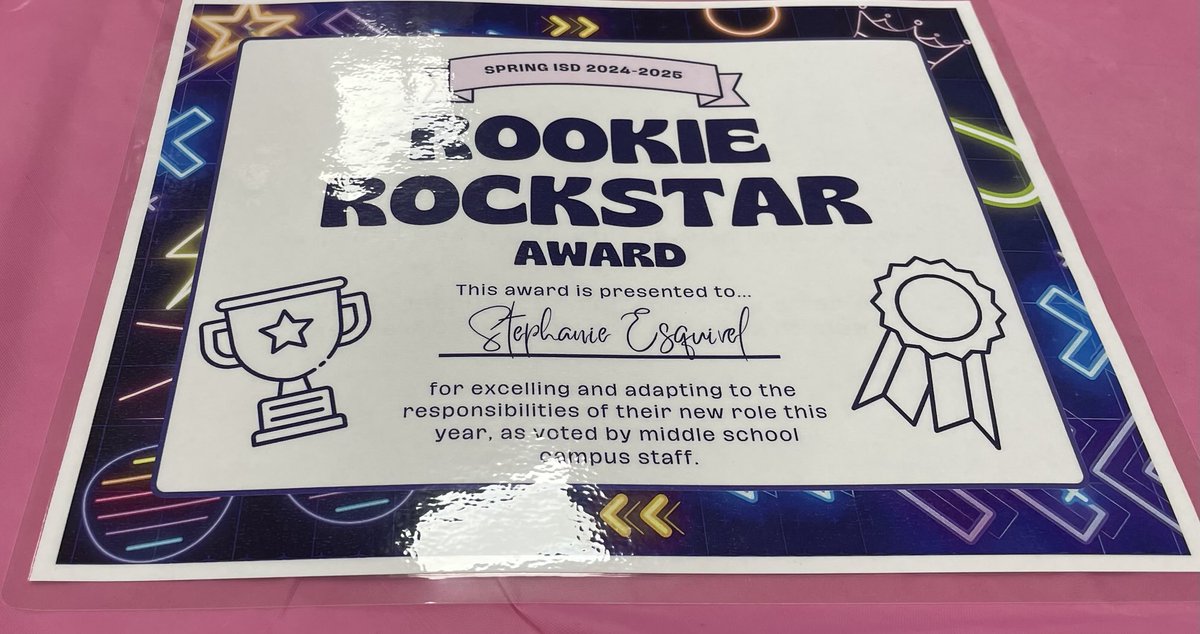 SPRING ISD 2024-2025
ROOKIE
ROCKSTAR
AWARD
This award is presented to...
Stephanie Esquivel
for excelling and adapting to the
responsibilities of their new role this
year, as voted by middle school
campus staff.